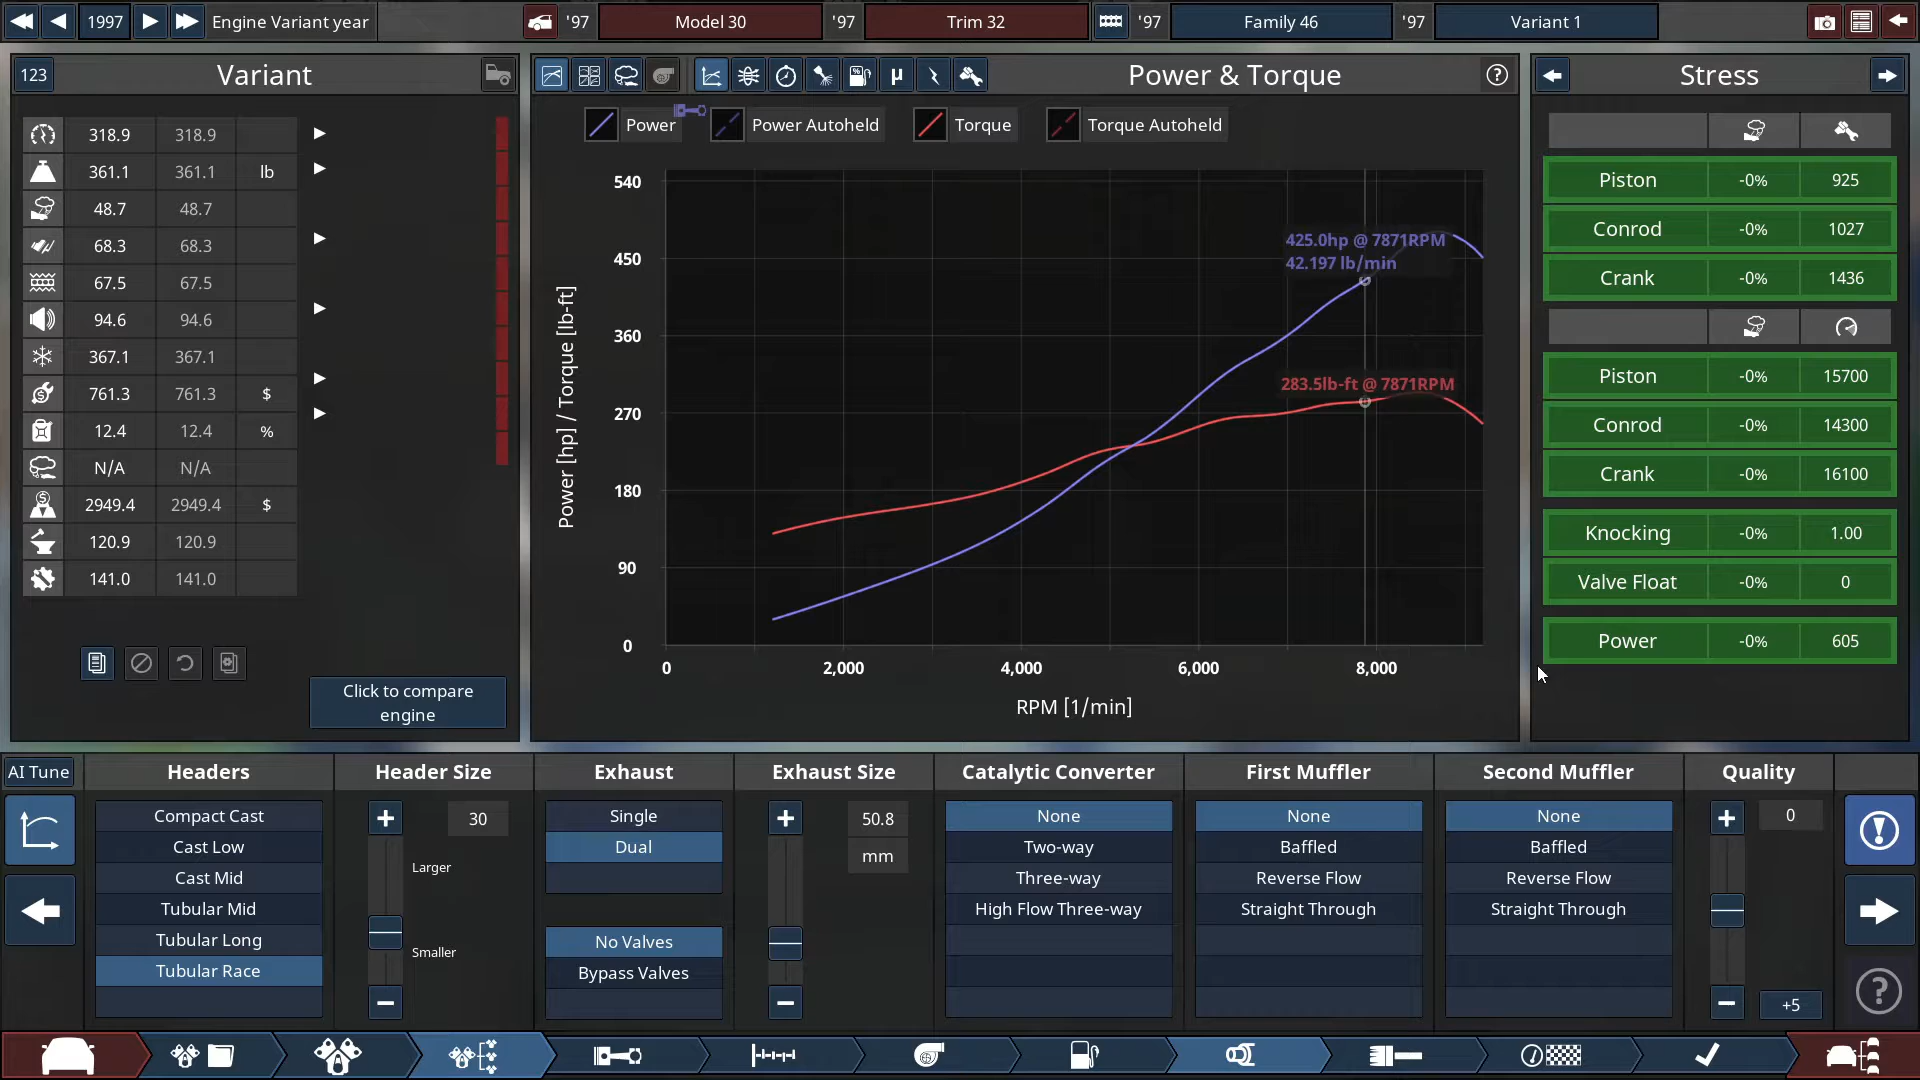 1997
Engine Variant year
'97
Model 30
'97
Trim 32
'97
Family 46
'97
Variant 1
123
Variant
318.9 318.9
361.1 361.1 lb
48.7 48.7
68.3 68.3
67.5 67.5
94.6 94.6
367.1 367.1
761.3 761.3 $
12.4 12.4 %
N/A N/A
2949.4 2949.4 $
120.9 120.9
141.0 141.0
Click to compare
engine
μ
Power & Torque
?
Power
Power Autoheld
Torque
Torque Autoheld
Power [hp] / Torque [lb-ft]
540
450
360
270
180
90
0
425.0hp @ 7871RPM
42.197 lb/min
283.5lb-ft @ 7871RPM
0 2,000 4,000 6,000 8,000
RPM [1/min]
Stress
Piston -0% 925
Conrod -0% 1027
Crank -0% 1436
Piston -0% 15700
Conrod -0% 14300
Crank -0% 16100
Knocking -0% 1.00
Valve Float -0% 0
Power -0% 605
AI Tune
Headers
Compact Cast
Cast Low
Cast Mid
Tubular Mid
Tubular Long
Tubular Race
Header Size
30
Larger
Smaller
Exhaust
Single
Dual
No Valves
Bypass Valves
Exhaust Size
50.8
mm
Catalytic Converter
None
Two-way
Three-way
High Flow Three-way
First Muffler
None
Baffled
Reverse Flow
Straight Through
Second Muffler
None
Baffled
Reverse Flow
Straight Through
Quality
0
+5
?